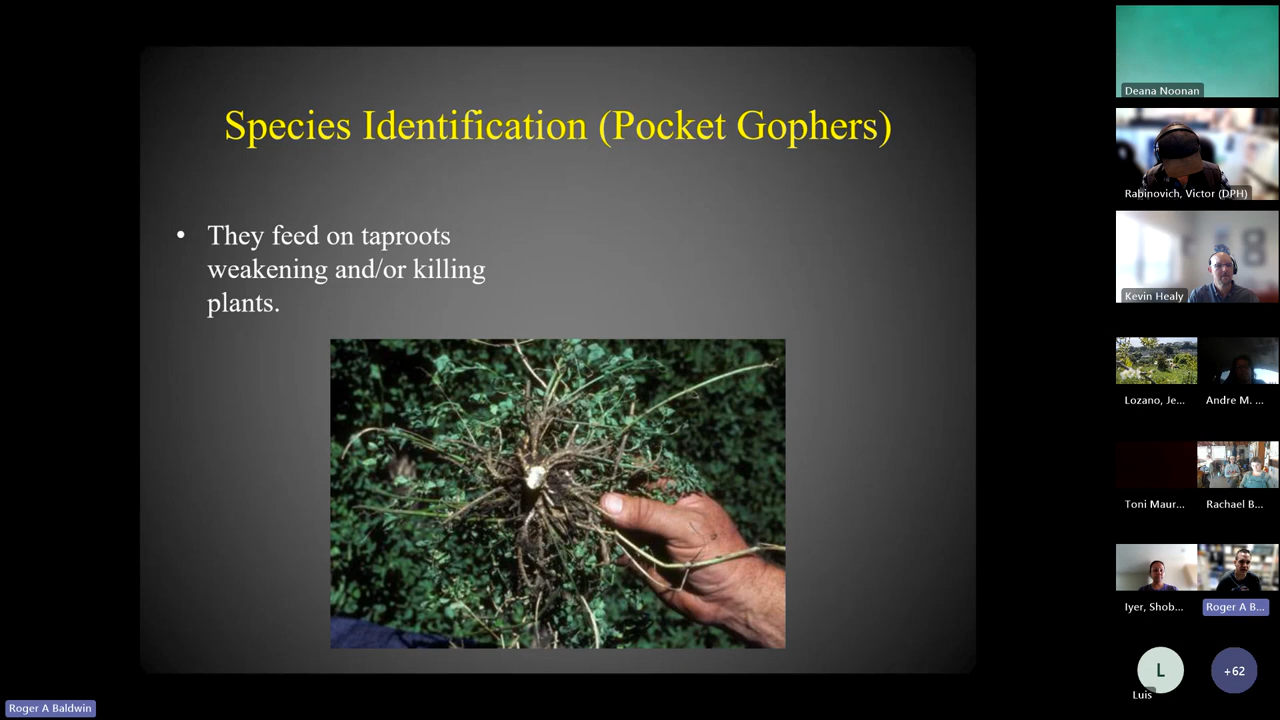 Species Identification (Pocket Gophers)
• They feed on taproots
weakening and/or killing
plants.
Deana Noonan
Rabinovich, Victor (DPH)
Kevin Healy
Lozano, Je...
Andre M. ...
Toni Maur...
Rachael B...
Iyer, Shob...
Roger A B...
L
Luis
+62
Roger A Baldwin